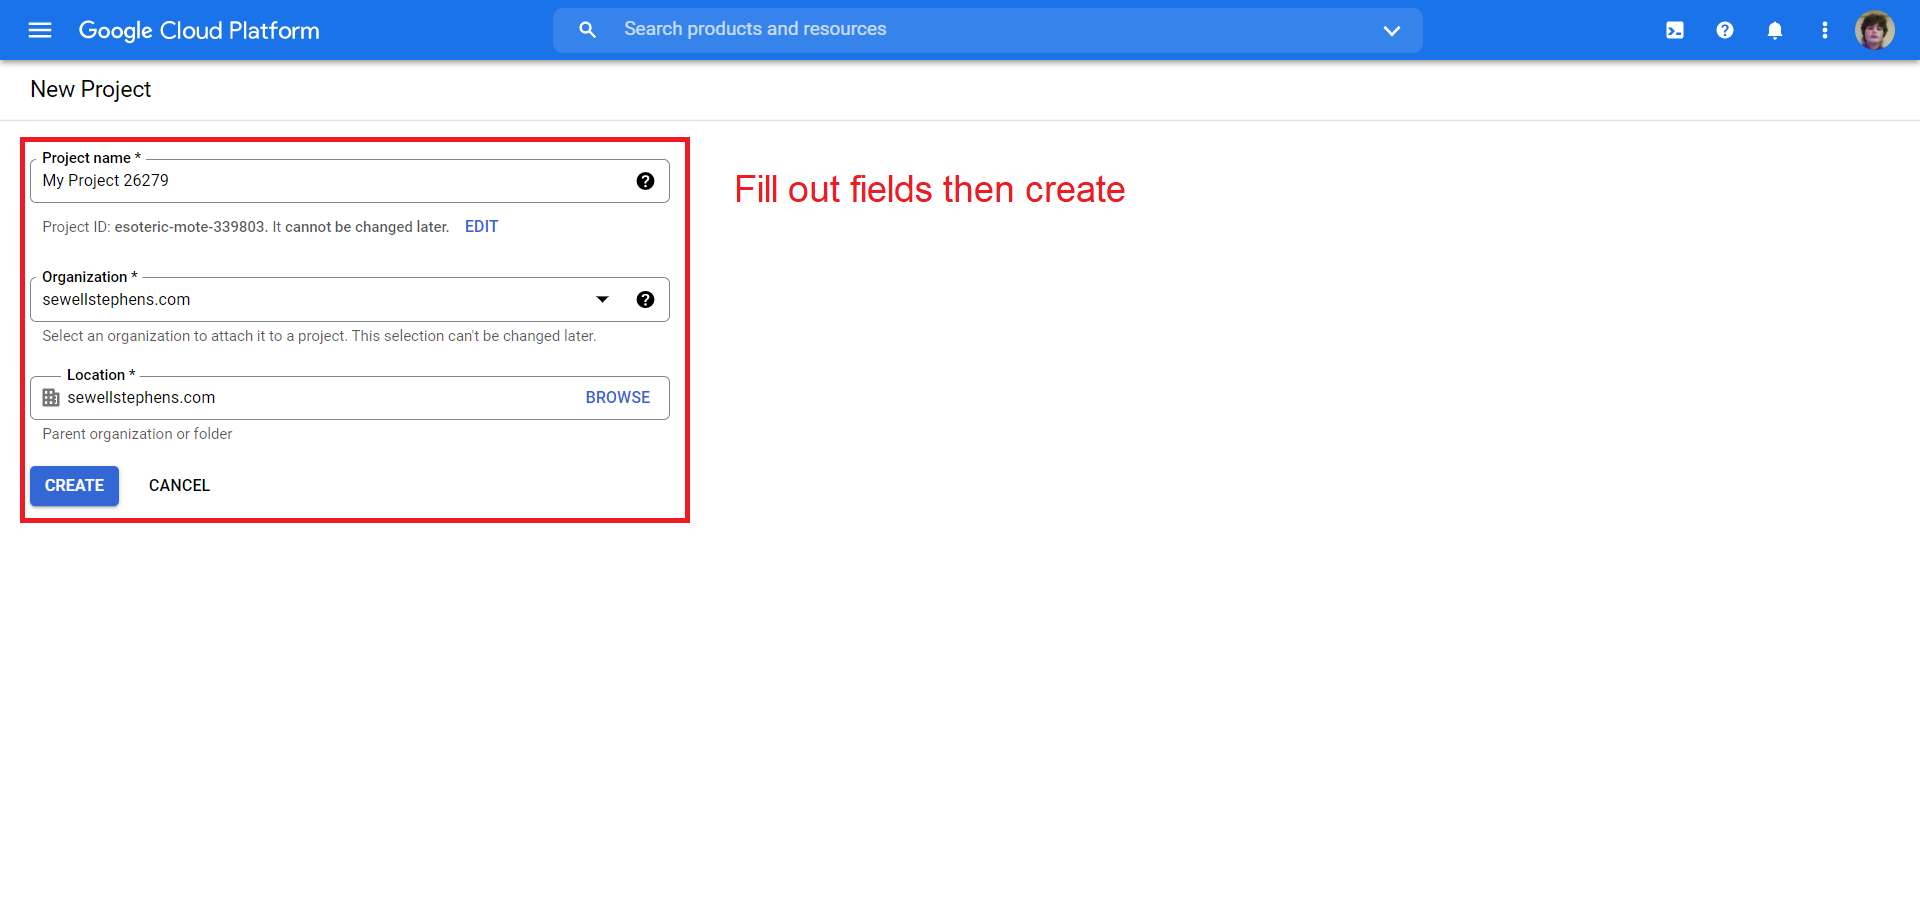 Google Cloud Platform
Search products and resources
New Project
Project name *
My Project 26279
Project ID: esoteric-mote-339803. It cannot be changed later. EDIT
Organization *
sewellstephens.com
Select an organization to attach it to a project. This selection can't be changed later.
Location *
sewellstephens.com BROWSE
Parent organization or folder
CREATE CANCEL
Fill out fields then create